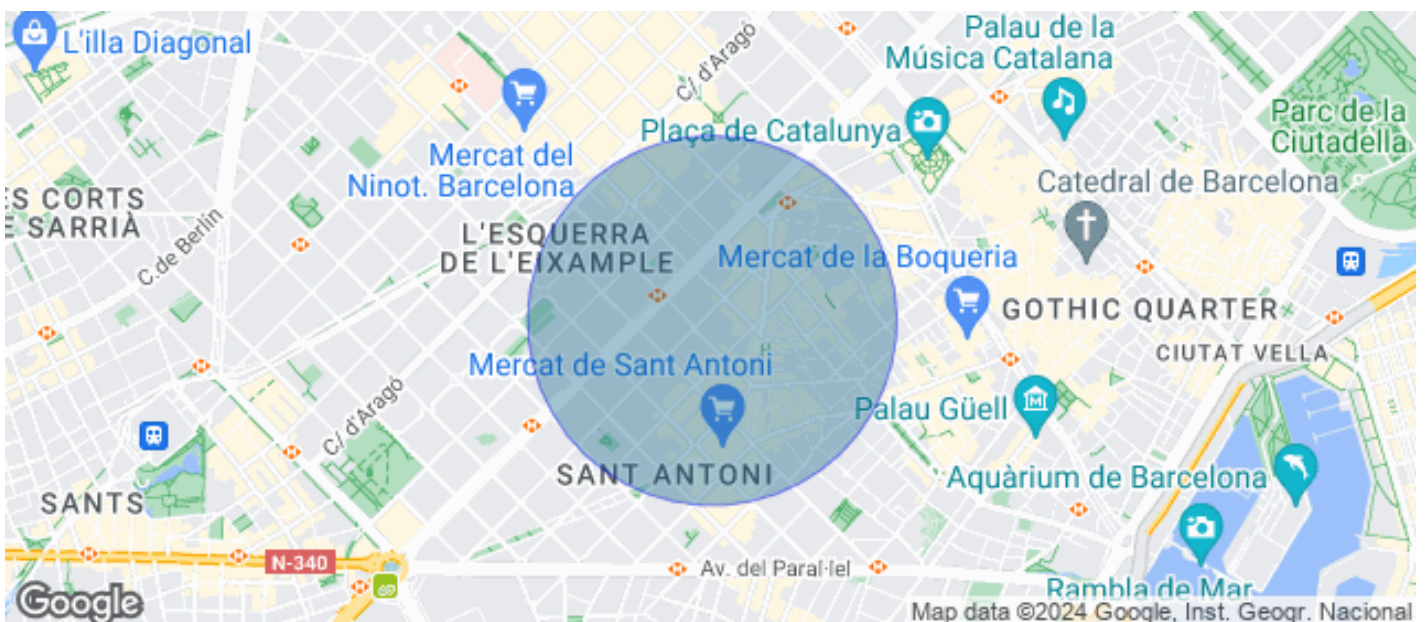 L'illa Diagonal
C/ d'Aragó
Palau de la
Música Catalana
Plaça de Catalunya
Parc de la
Ciutadella
Mercat del
Ninot. Barcelona
Catedral de Barcelona
ES CORTS
E SARRIÀ
C.de Berlín
L'ESQUERRA
DE L'EIXAMPLE
Mercat de la Boqueria
GOTHIC QUARTER
CIUTAT VELLA
Mercat de Sant Antoni
Palau Güell
C/ d'Aragó
SANT ANTONI
Aquàrium de Barcelona
SANTS
N-340
Av. del Paral·lel
Rambla de Mar
Google
Map data ©2024 Google, Inst. Geogr. Nacional